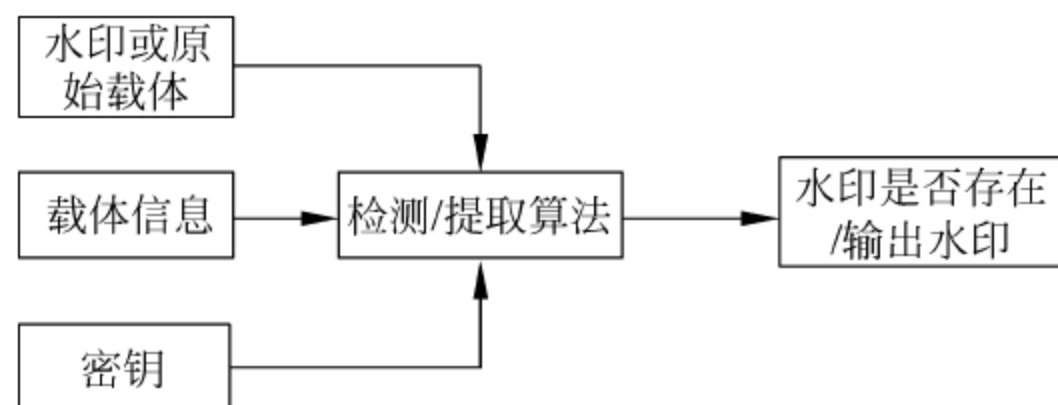 水印或原
始载体
载体信息
检测/提取算法
水印是否存在
/输出水印
密钥